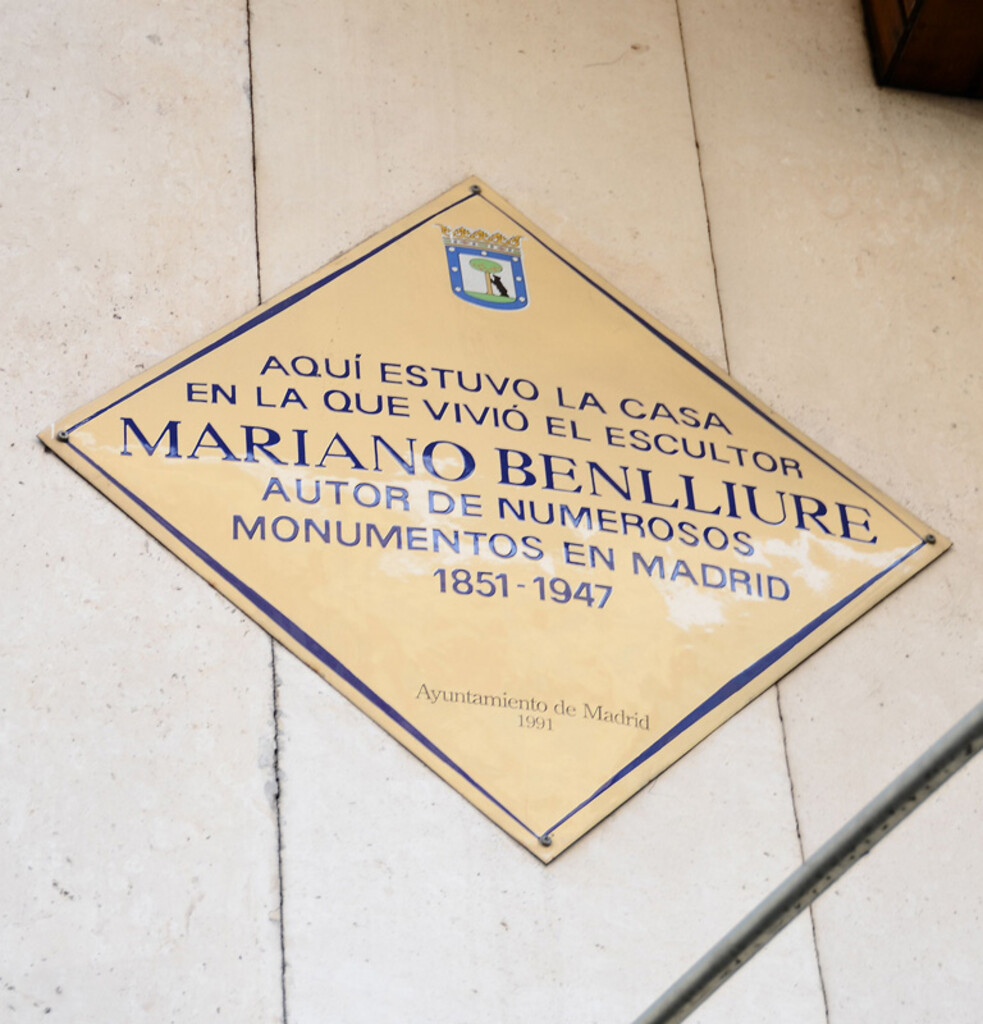 AQUÍ ESTUVO LA CASA
EN LA QUE VIVIÓ EL ESCULTOR
MARIANO BENLLIURE
AUTOR DE NUMEROSOS
MONUMENTOS EN MADRID
1851-1947
Ayuntamiento de Madrid
1991